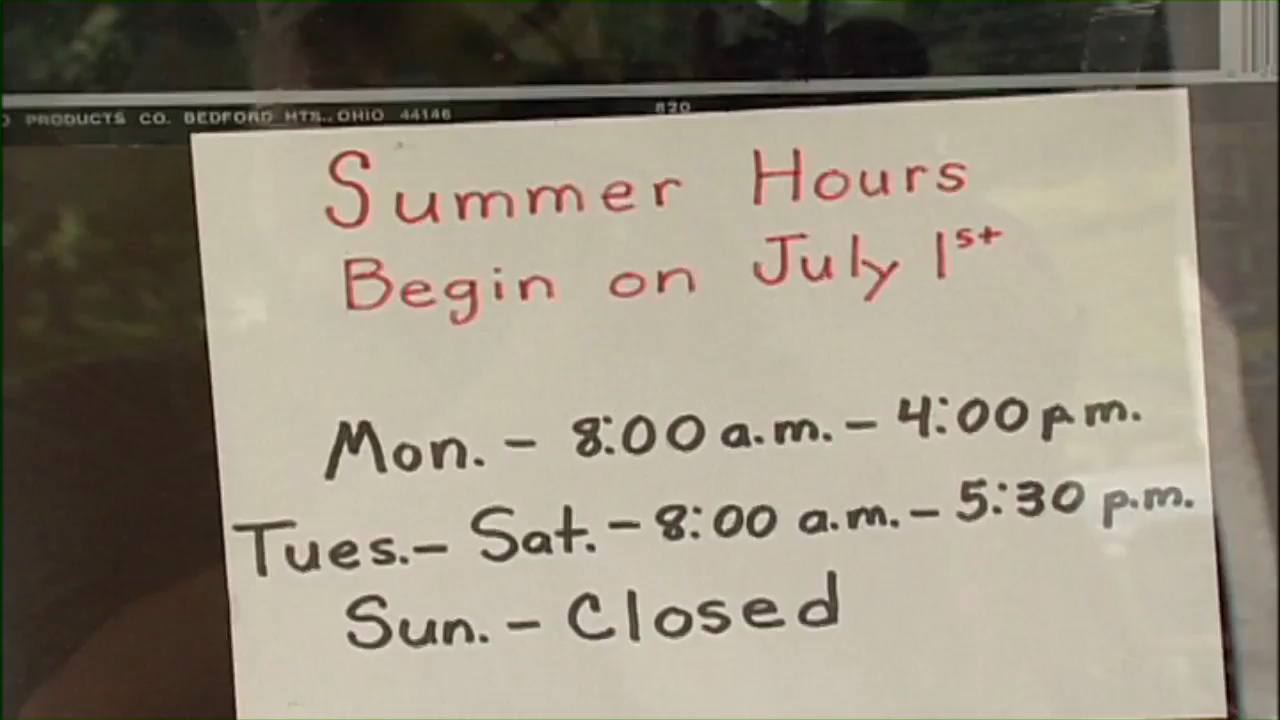 PRODUCTS CO. BEDFORD HTS., OHIO 44146
820
Summer Hours
Begin on July 1st
Mon. - 8:00 a.m. - 4:00 p.m.
Tues. - Sat. - 8:00 a.m. - 5:30 p.m.
Sun. - Closed